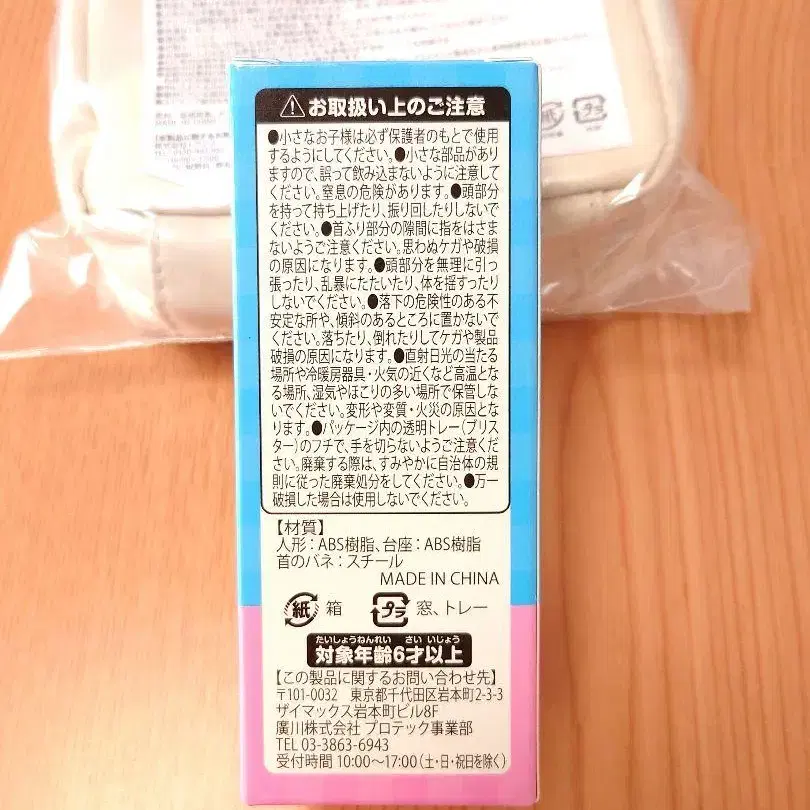 お取扱い上のご注意
●小さなお子様は必ず保護者のもとで使用
するようにしてください。●小さな部品があり
ますので、誤って飲み込まないように注意して
ください。窒息の危険があります。●頭部分
を持って持ち上げたり、振り回したりしないで
ください。●首ふり部分の隙間に指をはさま
ないようご注意ください。思わぬケガや破損
の原因になります。●頭部分を無理に引っ
張ったり、乱暴にたたいたり、体を揺すったり
しないでください。●落下の危険性のある不
安定な所や、傾斜のあるところに置かないで
ください。落ちたり、倒れたりしてケガや製品
破損の原因になります。●直射日光の当たる
場所や冷暖房器具・火気の近くなど高温とな
る場所、湿気やほこりの多い場所で保管しな
いでください。変形や変質・火災の原因とな
ります。●パッケージ内の透明トレー(ブリス
ター)のフチで、手を切らないようご注意くだ
さい。廃棄する際は、すみやかに自治体の規
則に従った廃棄処分をしてください。●万一
破損した場合は使用しないでください。
【材質】
人形：ABS樹脂、台座：ABS樹脂
首のバネ：スチール
MADE IN CHINA
紙 箱 プラ 窓、トレー
たいしょうねんれい さい いじょう
対象年齢6才以上
【この製品に関するお問い合わせ先】
〒101-0032 東京都千代田区岩本町2-3-3
ザイマックス岩本町ビル8F
廣川株式会社 プロテック事業部
TEL 03-3863-6943
受付時間 10:00～17:00(土・日・祝日を除く)